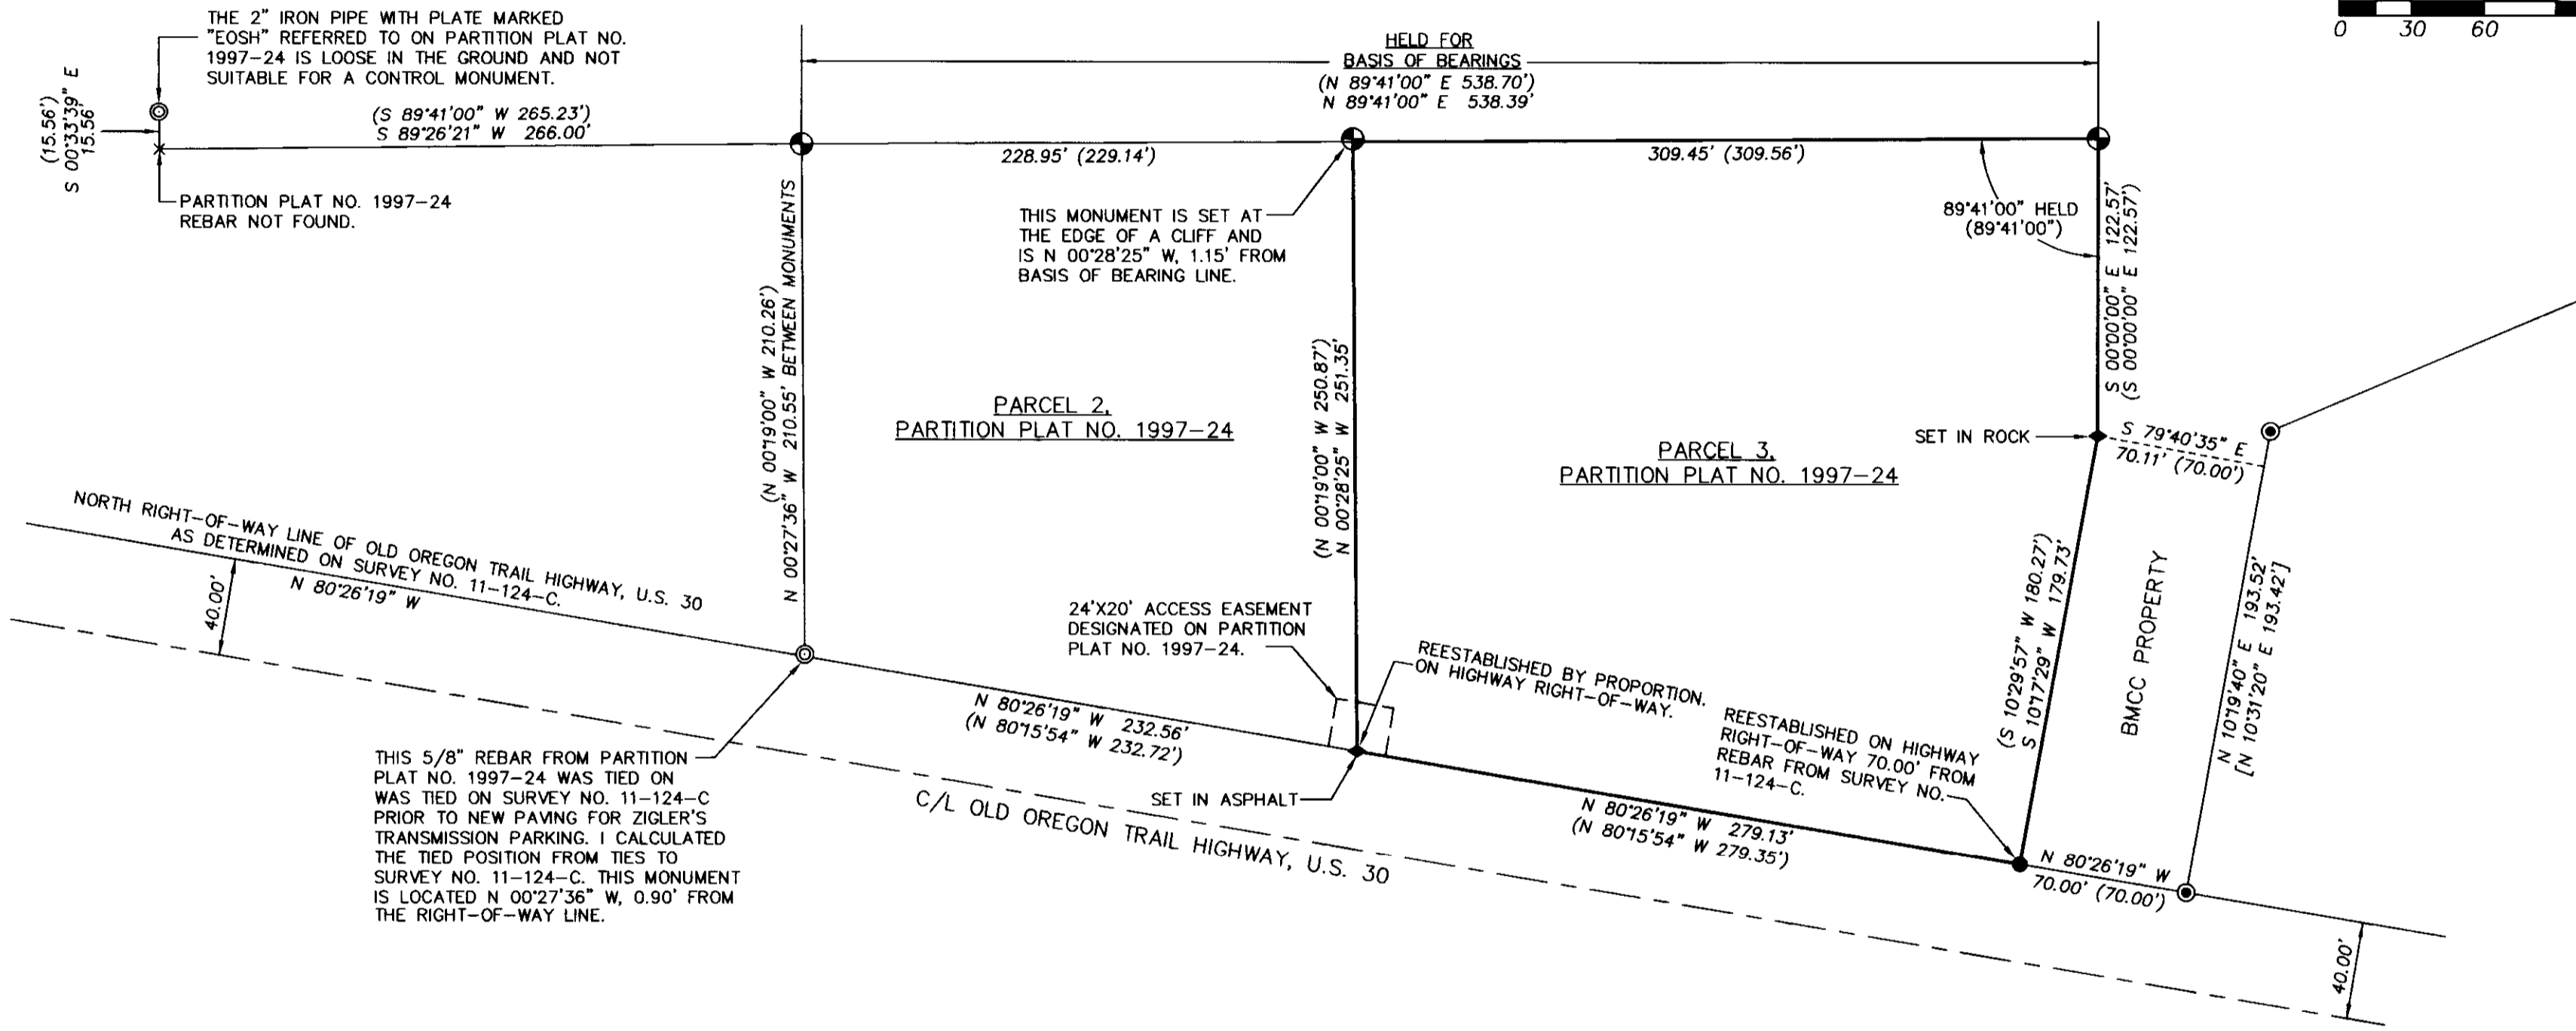 THE 2" IRON PIPE WITH PLATE MARKED
"EOSH" REFERRED TO ON PARTITION PLAT NO.
1997-24 IS LOOSE IN THE GROUND AND NOT
SUITABLE FOR A CONTROL MONUMENT.
(15.56')
S 00°33'39" E
15.56'
(S 89°41'00" W 265.23')
S 89°26'21" W 266.00'
PARTITION PLAT NO. 1997-24
REBAR NOT FOUND.
HELD FOR
BASIS OF BEARINGS
(N 89°41'00" E 538.70')
N 89°41'00" E 538.39'
0 30 60
228.95' (229.14')
309.45' (309.56')
THIS MONUMENT IS SET AT
THE EDGE OF A CLIFF AND
IS N 00°28'25" W, 1.15' FROM
BASIS OF BEARING LINE.
89°41'00" HELD
(89°41'00")
S 00°00'00" E 122.57'
(S 00°00'00" E 122.57')
(N 00°19'00" W 210.26')
N 00°27'36" W 210.55' BETWEEN MONUMENTS
PARCEL 2,
PARTITION PLAT NO. 1997-24
(N 00°19'00" W 250.87')
N 00°28'25" W 251.35'
PARCEL 3,
PARTITION PLAT NO. 1997-24
SET IN ROCK
S 79°40'35" E
70.11' (70.00')
NORTH RIGHT-OF-WAY LINE OF OLD OREGON TRAIL HIGHWAY, U.S. 30
AS DETERMINED ON SURVEY NO. 11-124-C.
N 80°26'19" W
40.00'
24'X20' ACCESS EASEMENT
DESIGNATED ON PARTITION
PLAT NO. 1997-24.
REESTABLISHED BY PROPORTION.
ON HIGHWAY RIGHT-OF-WAY.
REESTABLISHED ON HIGHWAY
RIGHT-OF-WAY 70.00' FROM
REBAR FROM SURVEY NO.
11-124-C.
(S 10°29'57" W 180.27')
S 10°17'29" W 179.73'
BMCC PROPERTY
N 10°19'40" E 193.52'
[N 10°31'20" E 193.42']
N 80°26'19" W 232.56'
(N 80°15'54" W 232.72')
SET IN ASPHALT
THIS 5/8" REBAR FROM PARTITION
PLAT NO. 1997-24 WAS TIED ON
WAS TIED ON SURVEY NO. 11-124-C
PRIOR TO NEW PAVING FOR ZIGLER'S
TRANSMISSION PARKING. I CALCULATED
THE TIED POSITION FROM TIES TO
SURVEY NO. 11-124-C. THIS MONUMENT
IS LOCATED N 00°27'36" W, 0.90' FROM
THE RIGHT-OF-WAY LINE.
C/L OLD OREGON TRAIL HIGHWAY, U.S. 30
N 80°26'19" W 279.13'
(N 80°15'54" W 279.35')
N 80°26'19" W
70.00' (70.00')
40.00'